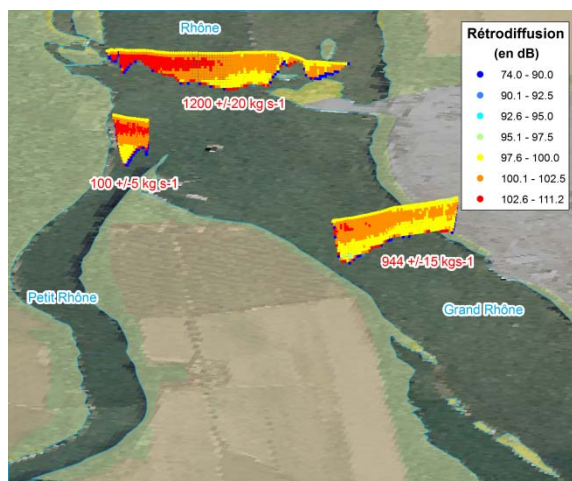 Rhône
Rétrodiffusion
(en dB)
74.0 - 90.0
90.1 - 92.5
92.6 - 95.0
95.1 - 97.5
97.6 - 100.0
100.1 - 102.5
102.6 - 111.2
1200 +/-20 kg s-1
100 +/-5 kg s-1
944 +/-15 kgs-1
Petit Rhône
Grand Rhône